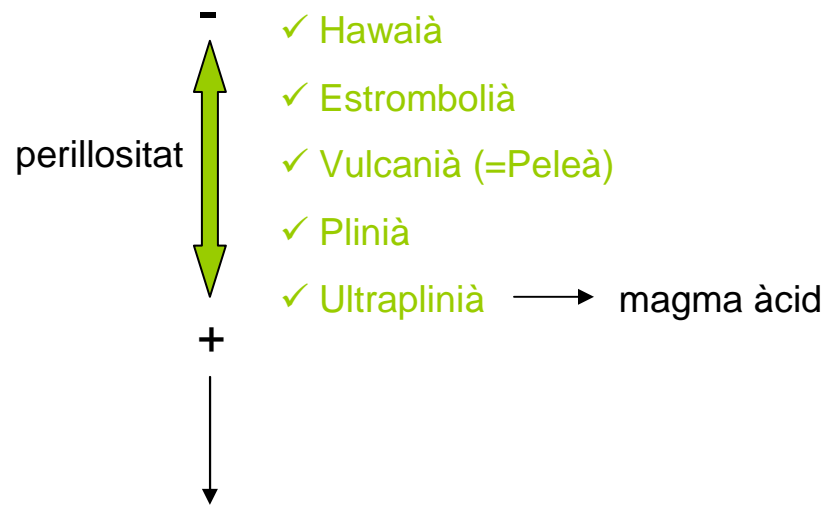 -
✓ Hawaià
✓ Estrombolià
perillositat
✓ Vulcanià (=Peleà)
✓ Plinià
✓ Ultraplinià
magma àcid
+